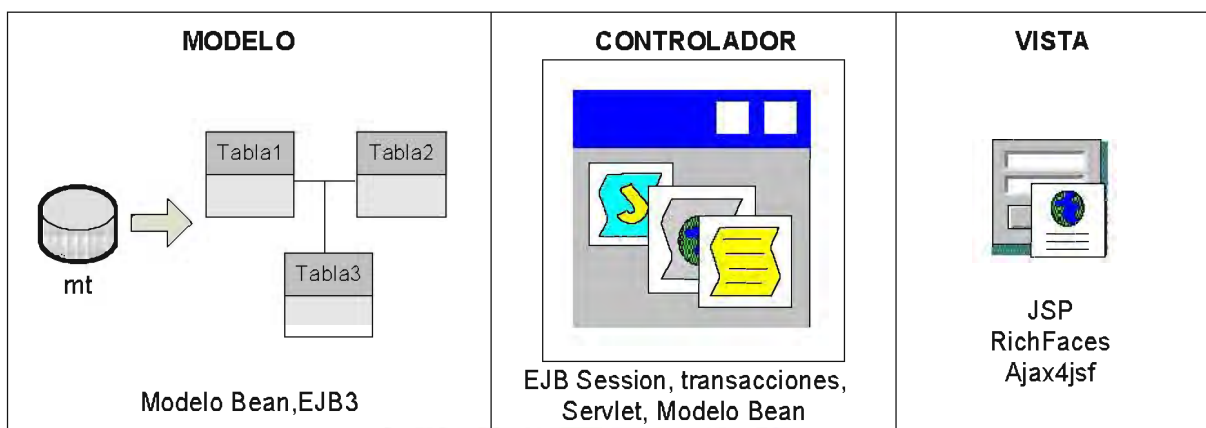 MODELO
Tabla1
Tabla2
mt
Tabla3
Modelo Bean,EJB3
CONTROLADOR
EJB Session, transacciones,
Servlet, Modelo Bean
VISTA
JSP
RichFaces
Ajax4jsf